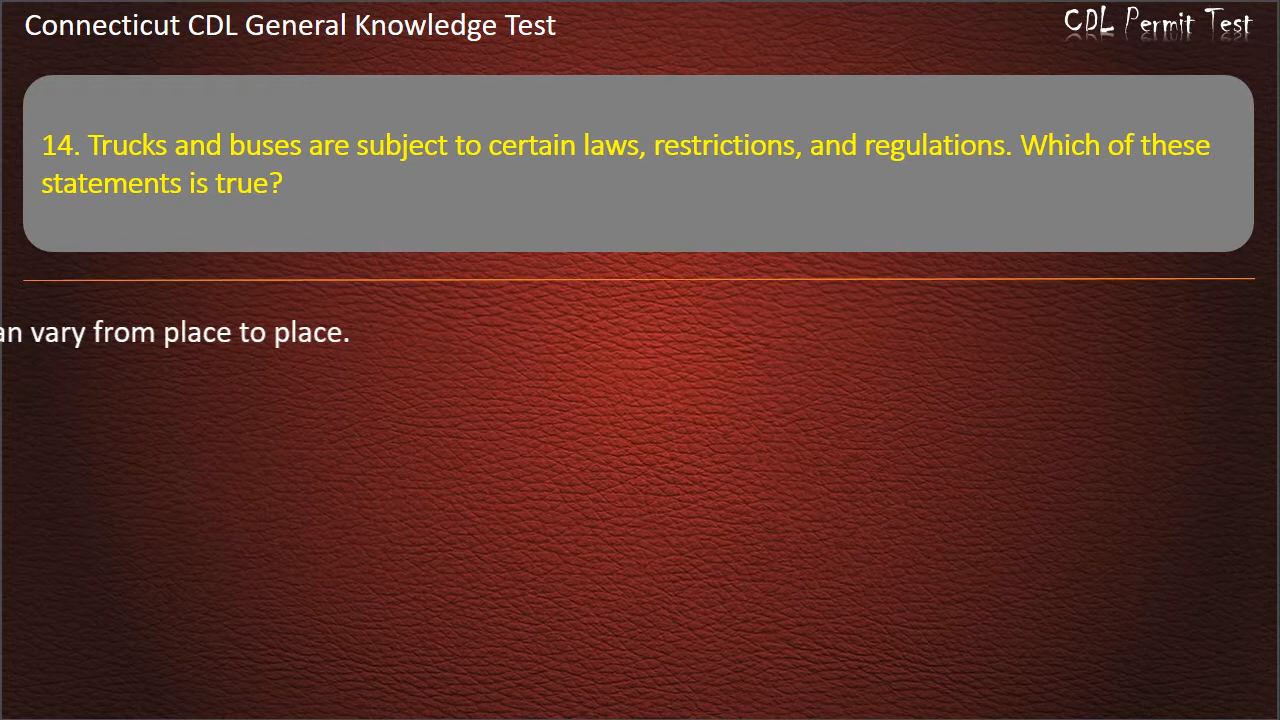 Connecticut CDL General Knowledge Test
CDL Permit Test
14. Trucks and buses are subject to certain laws, restrictions, and regulations. Which of these
statements is true?
vary from place to place.